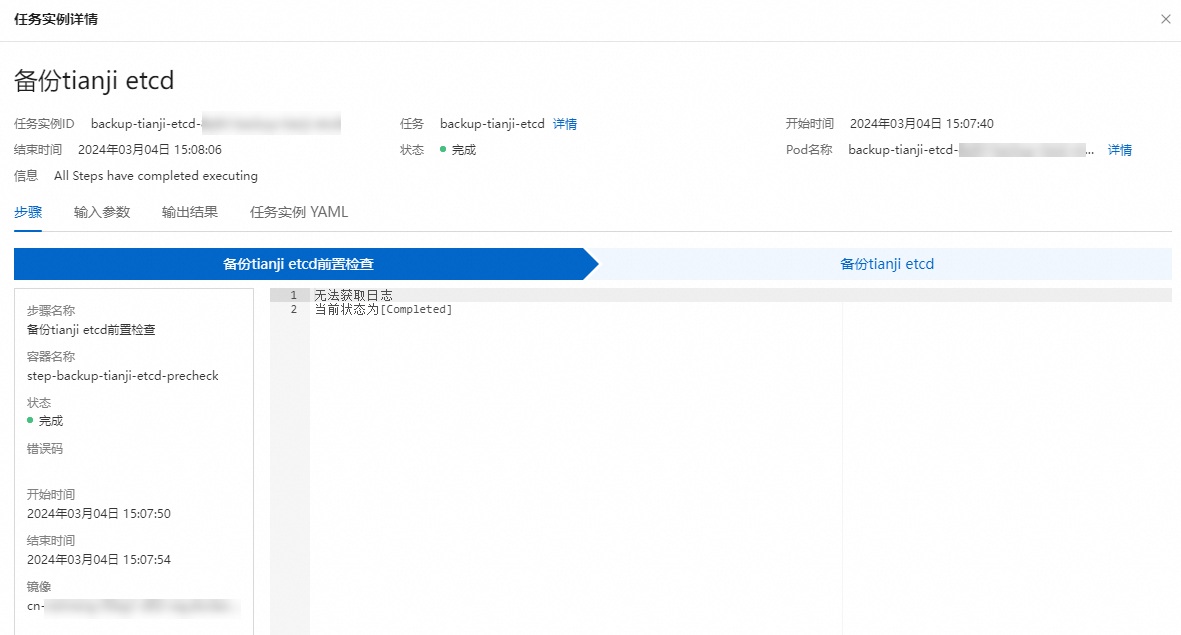 任务实例详情
备份tianji etcd
任务实例ID backup-tianji-etcd- 任务 backup-tianji-etcd 详情 开始时间 2024年03月04日 15:07:40
结束时间 2024年03月04日 15:08:06 状态 完成 Pod名称 backup-tianji-etcd- ... 详情
信息 All Steps have completed executing
步骤 输入参数 输出结果 任务实例 YAML
备份tianji etcd前置检查 备份tianji etcd
步骤名称
备份tianji etcd前置检查
容器名称
step-backup-tianji-etcd-precheck
状态
完成
错误码
开始时间
2024年03月04日 15:07:50
结束时间
2024年03月04日 15:07:54
镜像
cn-
1 无法获取日志
2 当前状态为[Completed]